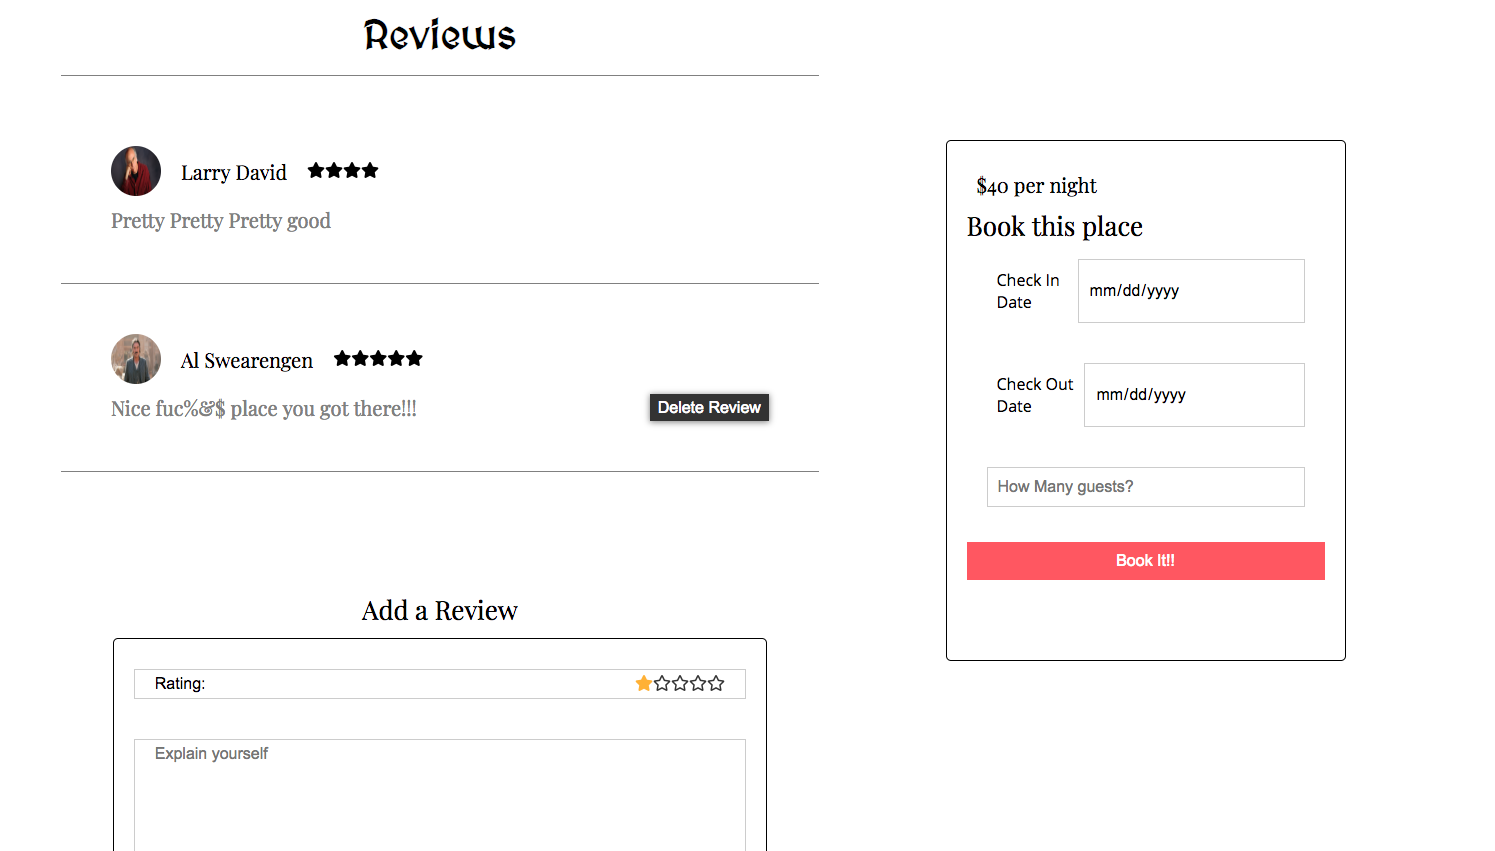 Reviews
Larry David
Pretty Pretty Pretty good
Al Swearengen
Nice fuc%&$ place you got there!!!
Delete Review
Add a Review
Rating:
Explain yourself
$40 per night
Book this place
Check In
Date
mm/dd/yyyy
Check Out
Date
mm/dd/yyyy
How Many guests?
Book It!!